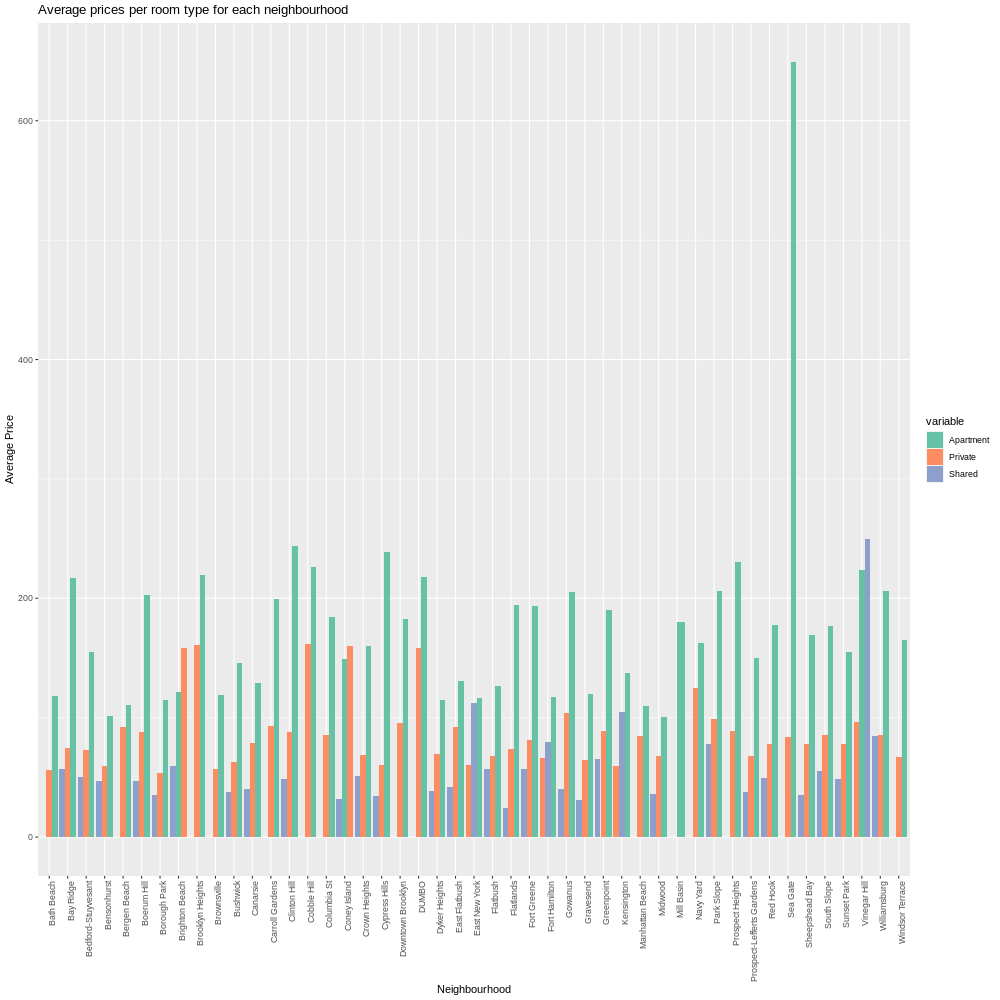 Average prices per room type for each neighbourhood
Average Price
600
400
200
0
Bath Beach
Bay Ridge
Bedford-Stuyvesant
Bensonhurst
Bergen Beach
Boerum Hill
Borough Park
Brighton Beach
Brooklyn Heights
Brownsville
Bushwick
Canarsie
Carroll Gardens
Clinton Hill
Cobble Hill
Columbia St
Coney Island
Crown Heights
Cypress Hills
Downtown Brooklyn
DUMBO
Dyker Heights
East Flatbush
East New York
Flatbush
Flatlands
Fort Greene
Fort Hamilton
Gowanus
Gravesend
Greenpoint
Kensington
Manhattan Beach
Midwood
Mill Basin
Navy Yard
Park Slope
Prospect Heights
Prospect-Lefferts Gardens
Red Hook
Sea Gate
Sheepshead Bay
South Slope
Sunset Park
Vinegar Hill
Williamsburg
Windsor Terrace
Neighbourhood
variable
Apartment
Private
Shared